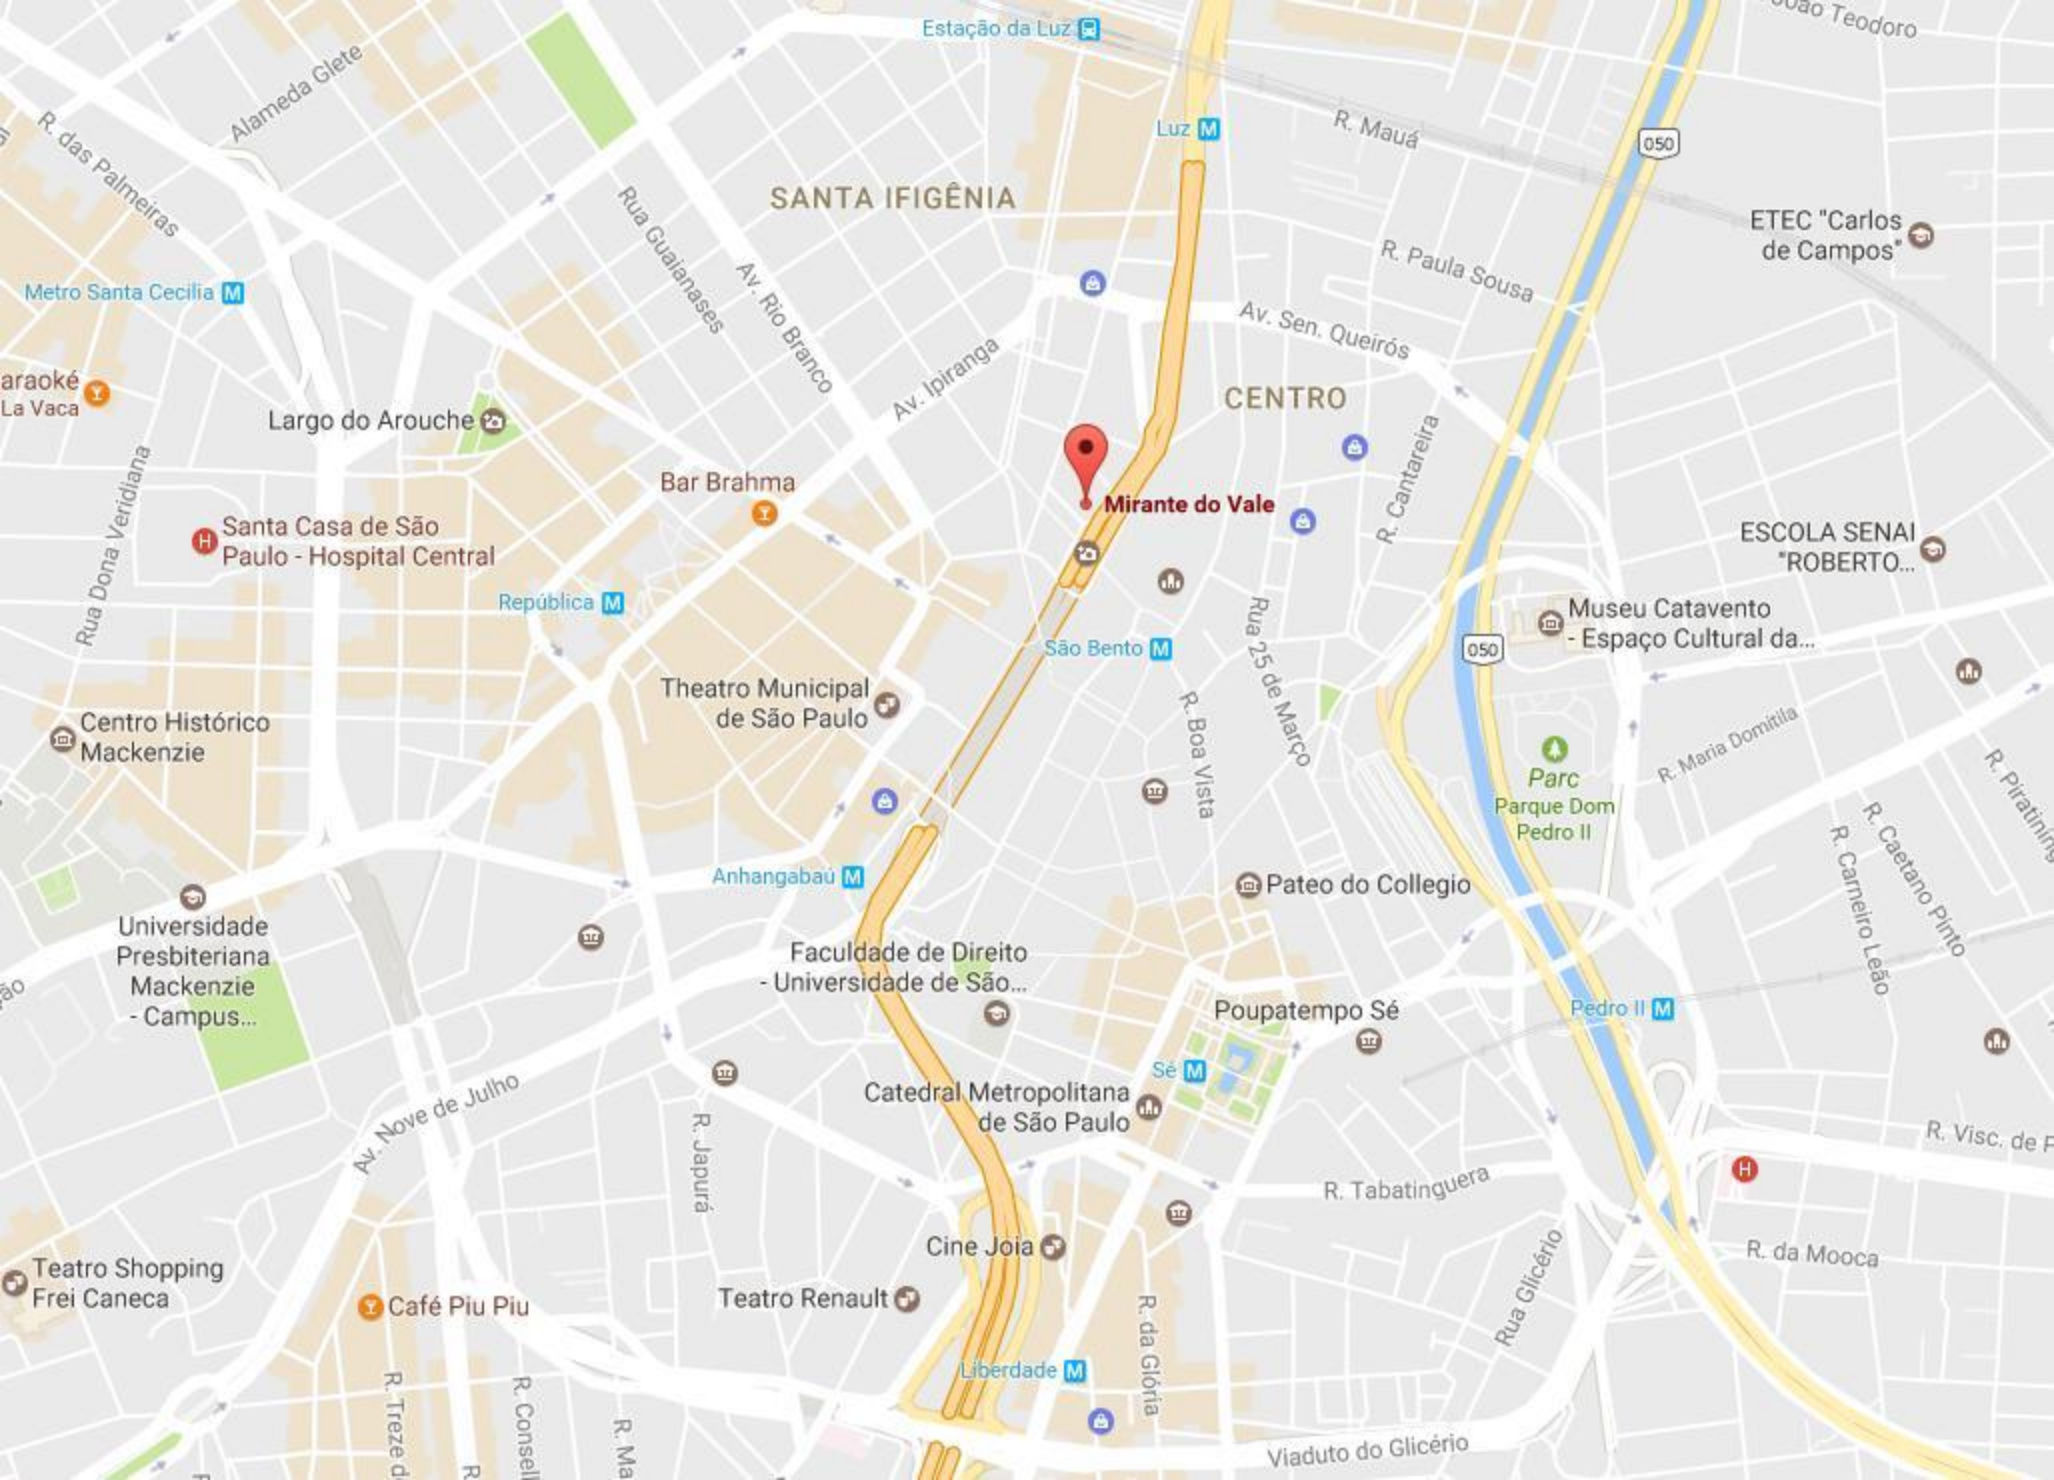 Estação da Luz
João Teodoro
Alameda Glete
R. das Palmeiras
Luz M
R. Mauá
050
SANTA IFIGÊNIA
Rua Guaianases
ETEC "Carlos
de Campos"
R. Paula Sousa
Metro Santa Cecilia M
Av. Rio Branco
Av. Sen. Queirós
Av. Ipiranga
araoké
La Vaca
CENTRO
Largo do Arouche
R. Cantareira
Bar Brahma
Mirante do Vale
Rua Dona Veridiana
H
Santa Casa de São
Paulo - Hospital Central
ESCOLA SENAI
"ROBERTO...
República M
Museu Catavento
- Espaço Cultural da...
São Bento M
050
Rua 25 de Março
Theatro Municipal
de São Paulo
R. Boa Vista
Centro Histórico
Mackenzie
R. Maria Domitila
Parc
Parque Dom
Pedro II
R. Piratining
R. Caetano Pinto
R. Carneiro Leão
Anhangabaú M
Pateo do Collegio
Universidade
Presbiteriana
Mackenzie
- Campus...
ão
Faculdade de Direito
- Universidade de São...
Poupatempo Sé
Pedro II M
Sé M
Catedral Metropolitana
de São Paulo
Av. Nove de Julho
R. Japurá
R. Visc. de P
H
R. Tabatinguera
Cine Joia
R. da Mooca
Rua Glicério
Teatro Shopping
Frei Caneca
Café Piu Piu
Teatro Renault
R. da Glória
Liberdade M
R. Treze d
R. Consell
R. Ma
R.
Viaduto do Glicério